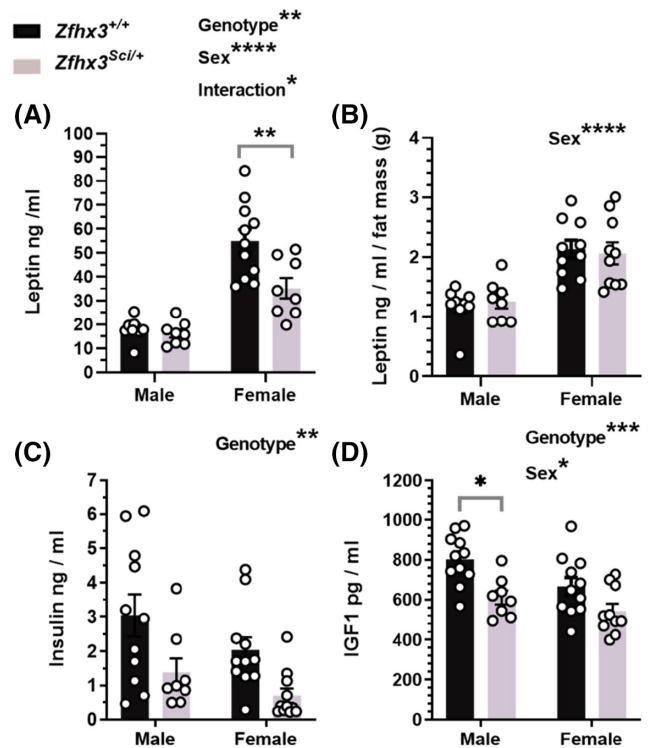 Zfhx3+/+
Zfhx3Sci/+
Genotype**
Sex****
Interaction*
(A)
Leptin ng /ml
100
90
80
70
60
50
40
30
20
10
0
**
Male
Female
(B)
Sex****
Leptin ng / ml / fat mass (g)
4
3
2
1
0
Male
Female
(C)
Genotype**
Insulin ng / ml
7
6
5
4
3
2
1
0
Male
Female
(D)
Genotype***
Sex*
IGF1 pg / ml
1200
1000
800
600
400
200
0
*
Male
Female